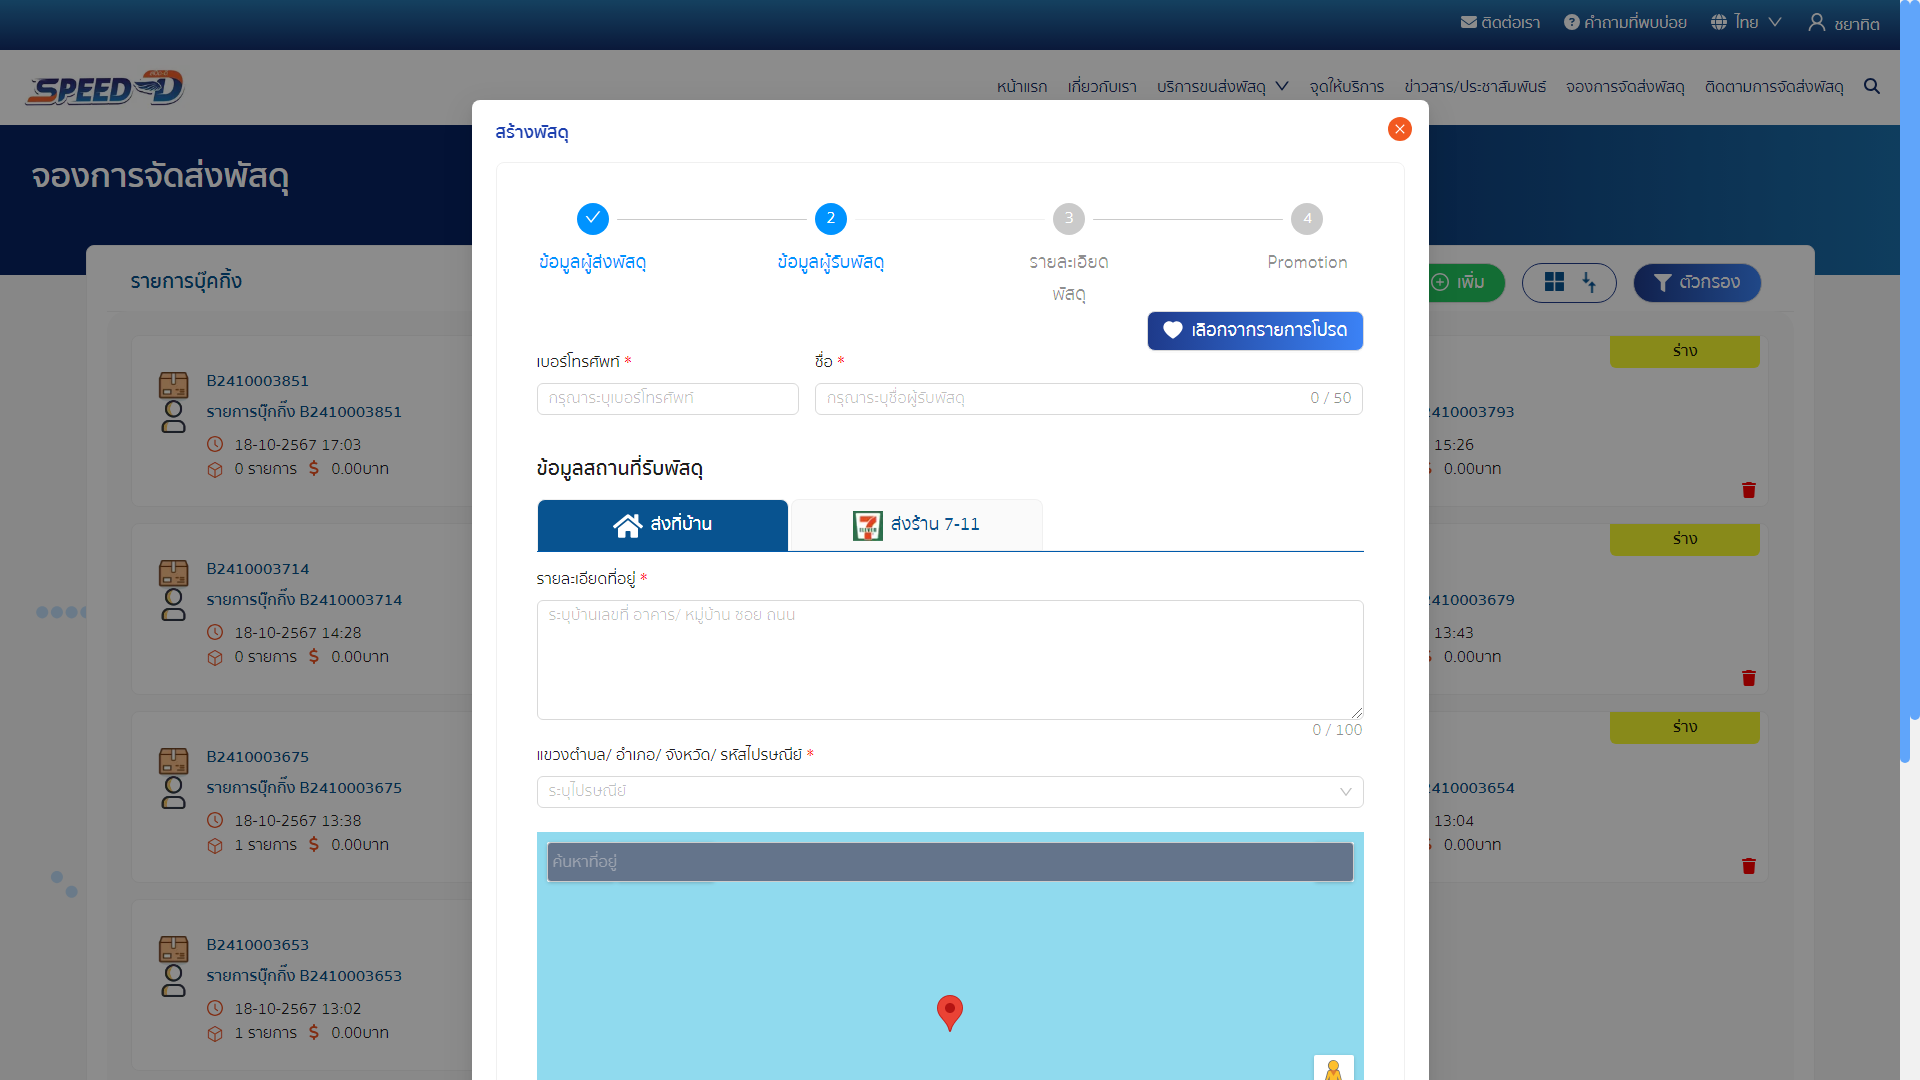 ติดต่อเรา
คำถามที่พบบ่อย
ไทย
ชยาทิต
SPEED-D
หน้าแรก
เกี่ยวกับเรา
บริการขนส่งพัสดุ
จุดให้บริการ
ข่าวสาร/ประชาสัมพันธ์
จองการจัดส่งพัสดุ
ติดตามการจัดส่งพัสดุ
จองการจัดส่งพัสดุ
รายการบุ๊คกิ้ง
เพิ่ม
ตัวกรอง
B2410003851
รายการบุ๊กกิ๊ง B2410003851
18-10-2567 17:03
0 รายการ $ 0.00บาท
B2410003714
รายการบุ๊กกิ๊ง B2410003714
18-10-2567 14:28
0 รายการ $ 0.00บาท
B2410003675
รายการบุ๊กกิ๊ง B2410003675
18-10-2567 13:38
1 รายการ $ 0.00บาท
B2410003653
รายการบุ๊กกิ๊ง B2410003653
18-10-2567 13:02
1 รายการ $ 0.00บาท
สร้างพัสดุ
2
3
4
ข้อมูลผู้ส่งพัสดุ
ข้อมูลผู้รับพัสดุ
รายละเอียด
พัสดุ
Promotion
เลือกจากรายการโปรด
เบอร์โทรศัพท์ *
ชื่อ *
กรุณาระบุเบอร์โทรศัพท์
กรุณาระบุชื่อผู้รับพัสดุ
0 / 50
ข้อมูลสถานที่รับพัสดุ
ส่งที่บ้าน
ส่งร้าน 7-11
รายละเอียดที่อยู่ *
ระบุบ้านเลขที่ อาคาร/ หมู่บ้าน ซอย ถนน
0 / 100
แขวงตำบล/ อำเภอ/ จังหวัด/ รหัสไปรษณีย์ *
ระบุไปรษณีย์
ค้นหาที่อยู่
ร่าง
2410003793
15:26
0.00บาท
ร่าง
2410003679
13:43
0.00บาท
ร่าง
2410003654
13:04
0.00บาท